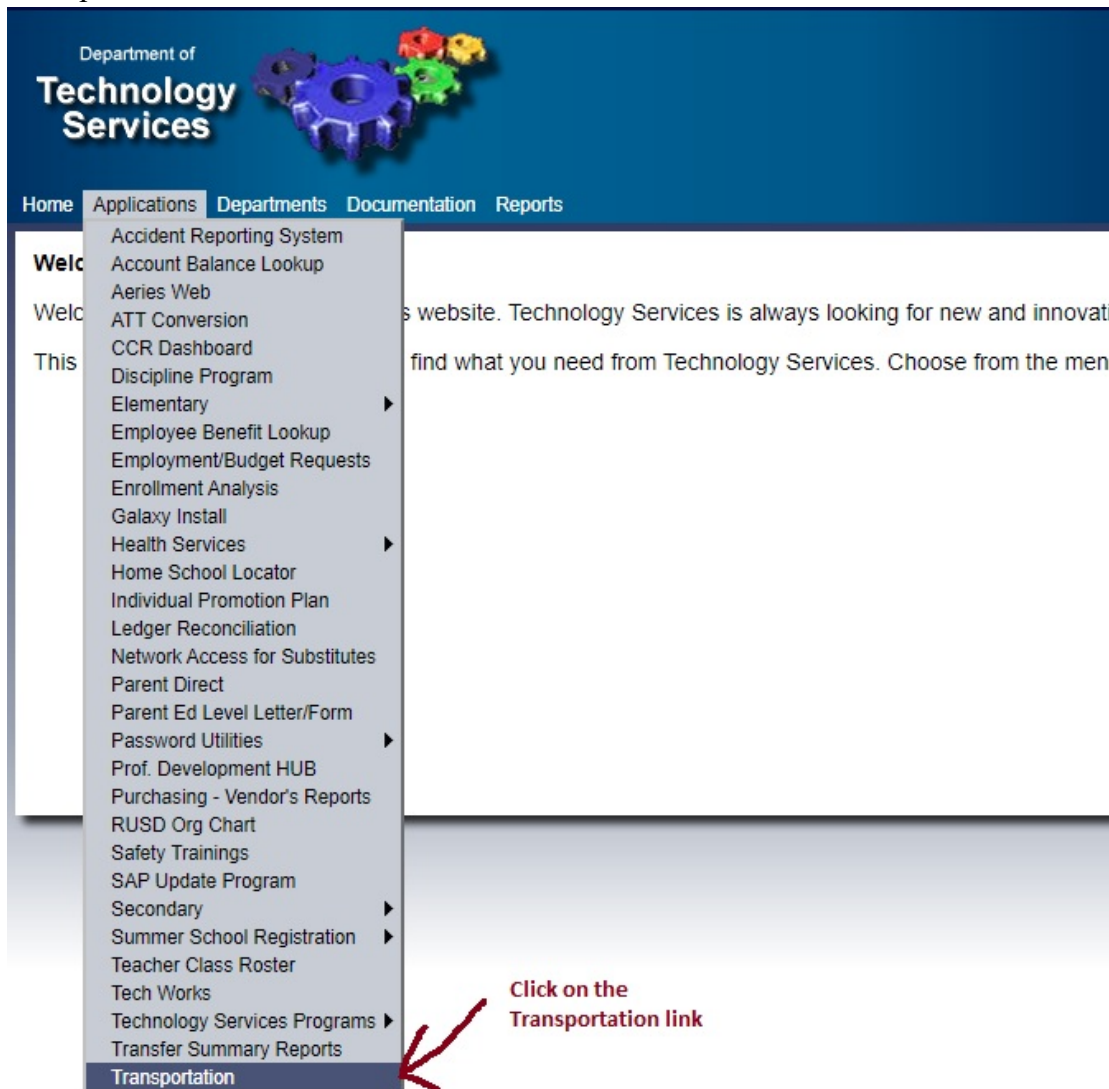 Department of
Technology
Services
Home Applications Departments Documentation Reports
Accident Reporting System
Welc Account Balance Lookup
Aeries Web
Welc ATT Conversion s website. Technology Services is always looking for new and innovati
CCR Dashboard
This find what you need from Technology Services. Choose from the men
Discipline Program
Elementary
Employee Benefit Lookup
Employment/Budget Requests
Enrollment Analysis
Galaxy Install
Health Services
Home School Locator
Individual Promotion Plan
Ledger Reconciliation
Network Access for Substitutes
Parent Direct
Parent Ed Level Letter/Form
Password Utilities
Prof. Development HUB
Purchasing - Vendor's Reports
RUSD Org Chart
Safety Trainings
SAP Update Program
Secondary
Summer School Registration
Teacher Class Roster
Tech Works
Technology Services Programs
Transfer Summary Reports
Transportation
Click on the
Transportation link